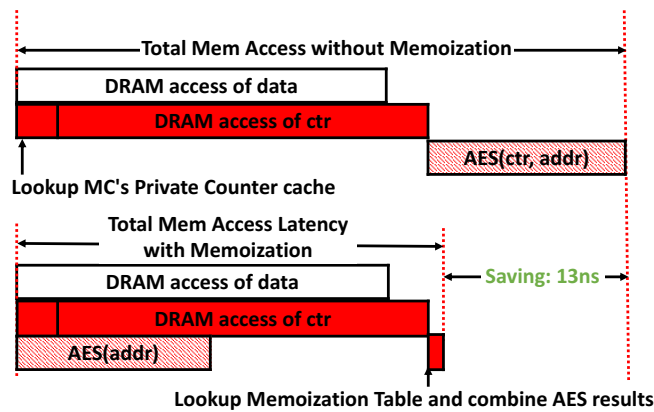 Total Mem Access without Memoization
DRAM access of data
DRAM access of ctr
AES(ctr, addr)
Lookup MC's Private Counter cache
Total Mem Access Latency
with Memoization
DRAM access of data
Saving: 13ns
DRAM access of ctr
AES(addr)
Lookup Memoization Table and combine AES results